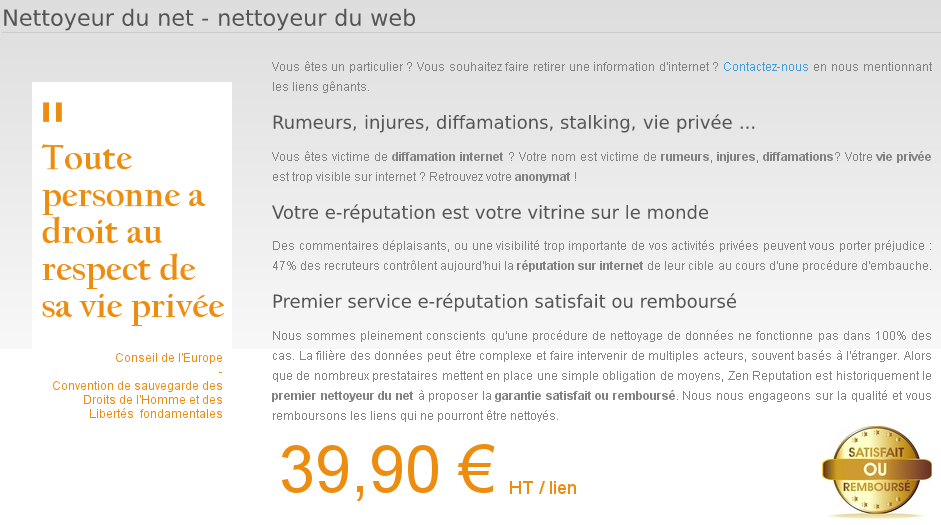 Nettoyeur du net - nettoyeur du web
"
Toute
personne a
droit au
respect de
sa vie privée
Conseil de l'Europe
-
Convention de sauvegarde des
Droits de l'Homme et des
Libertés fondamentales
Vous êtes un particulier ? Vous souhaitez faire retirer une information d'internet ? Contactez-nous en nous mentionnant
les liens gênants.
Rumeurs, injures, diffamations, stalking, vie privée ...
Vous êtes victime de diffamation internet ? Votre nom est victime de rumeurs, injures, diffamations? Votre vie privée
est trop visible sur internet ? Retrouvez votre anonymat !
Votre e-réputation est votre vitrine sur le monde
Des commentaires déplaisants, ou une visibilité trop importante de vos activités privées peuvent vous porter préjudice :
47% des recruteurs contrôlent aujourd'hui la réputation sur internet de leur cible au cours d'une procédure d'embauche.
Premier service e-réputation satisfait ou remboursé
Nous sommes pleinement conscients qu'une procédure de nettoyage de données ne fonctionne pas dans 100% des
cas. La filière des données peut être complexe et faire intervenir de multiples acteurs, souvent basés à l'étranger. Alors
que de nombreux prestataires mettent en place une simple obligation de moyens, Zen Reputation est historiquement le
premier nettoyeur du net à proposer la garantie satisfait ou remboursé. Nous nous engageons sur la qualité et vous
remboursons les liens qui ne pourront être nettoyés.
39,90 € HT / lien
SATISFAIT
OU
REMBOURSÉ